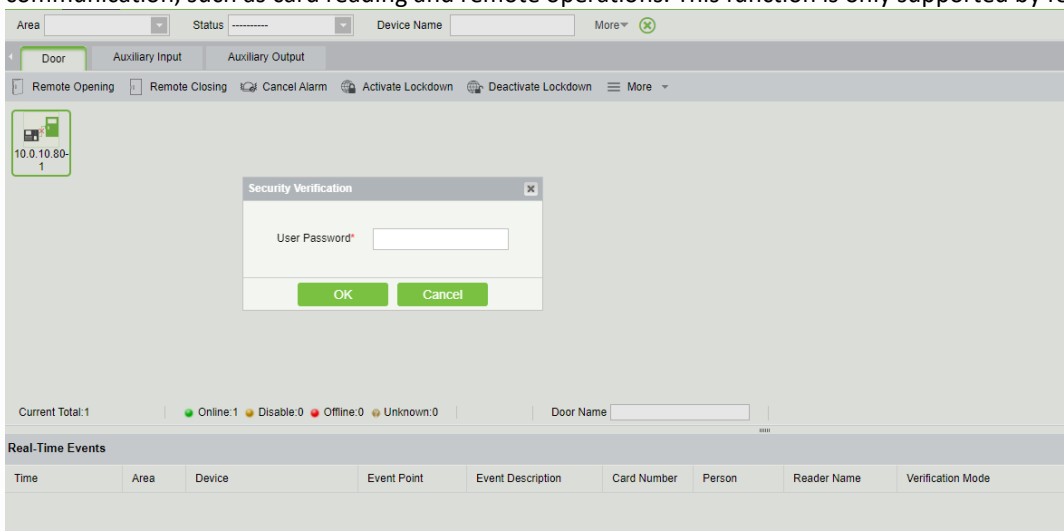 communication, such as card reading and remote operations. This function is only supported by
Area Status ---------- Device Name More
Door Auxiliary Input Auxiliary Output
Remote Opening Remote Closing Cancel Alarm Activate Lockdown Deactivate Lockdown More
10.0.10.80-
1
Security Verification
User Password*
OK Cancel
Current Total:1 Online:1 Disable:0 Offline:0 Unknown:0 Door Name
Real-Time Events
Time Area Device Event Point Event Description Card Number Person Reader Name Verification Mode